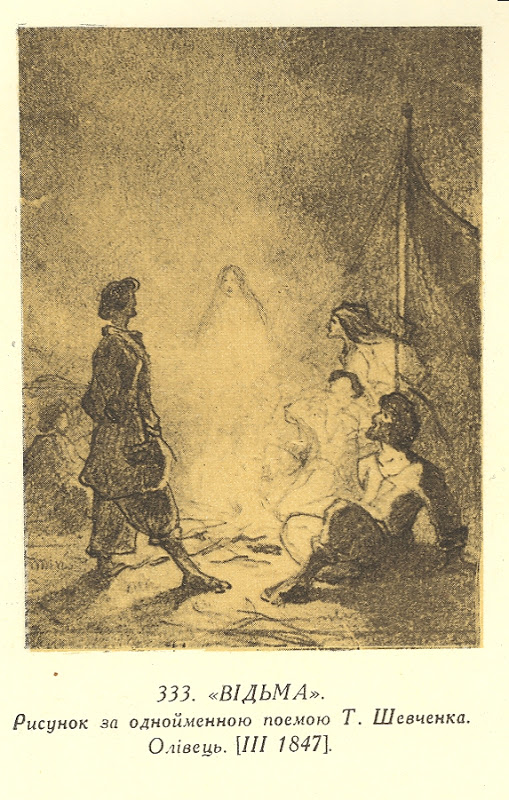 333. «ВІДЬМА».
Рисунок за однойменною поемою Т. Шевченка.
Олівець. [III 1847].